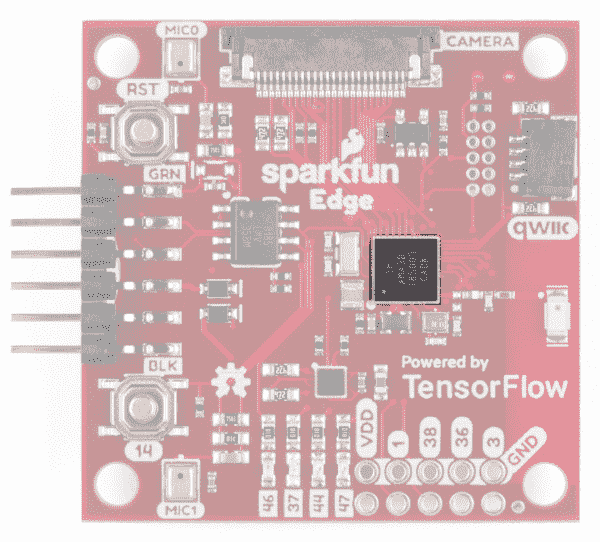 MIC0
CAMERA
RST
GRN
sparkfun
Edge
qwiic
BLK
Powered by
TensorFlow
14
MIC1
46
37
44
47
VDD
1
38
36
3
GND